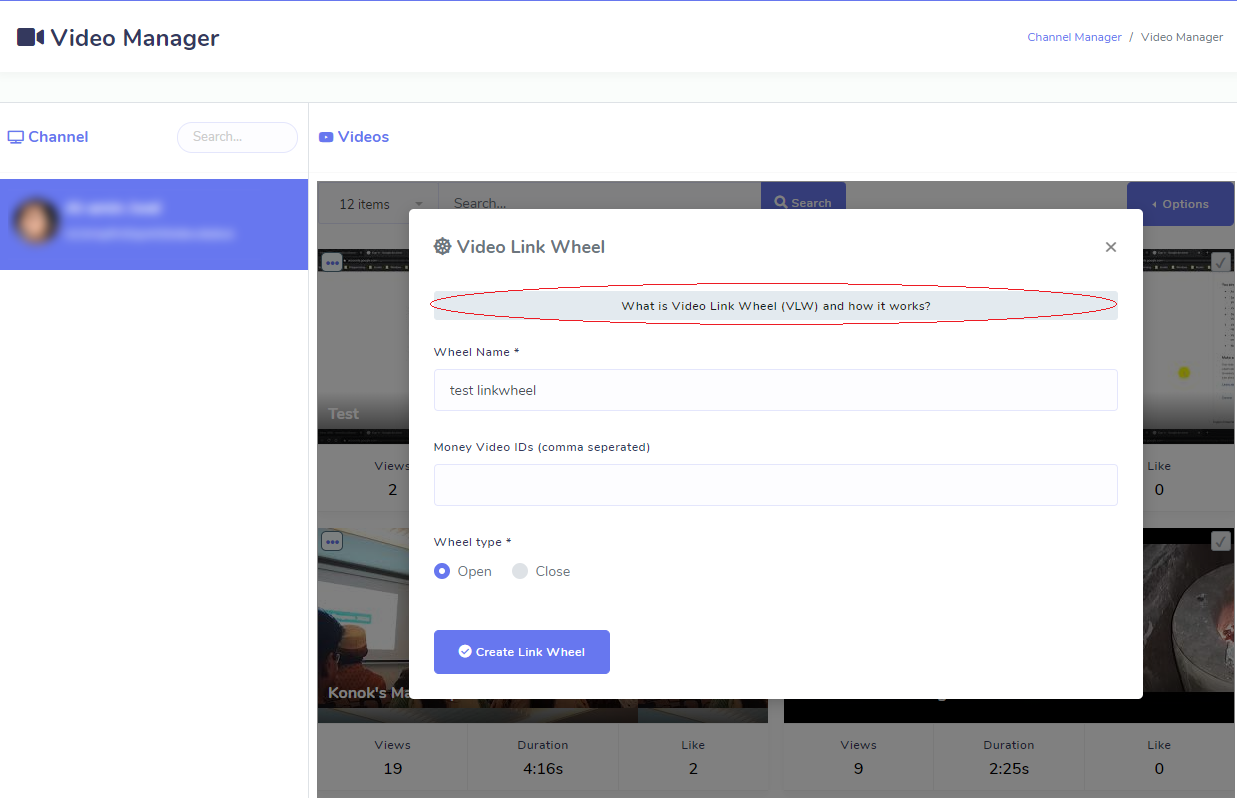 Video Manager
Channel Manager / Video Manager
Channel
Search...
Videos
12 items
Search...
Search
Options
Video Link Wheel
×
What is Video Link Wheel (VLW) and how it works?
Wheel Name *
test linkwheel
Money Video IDs (comma seperated)
Wheel type *
Open
Close
Create Link Wheel
Test
Views
2
Like
0
Konok's Ma
Views
19
Duration
4:16s
Like
2
Views
9
Duration
2:25s
Like
0